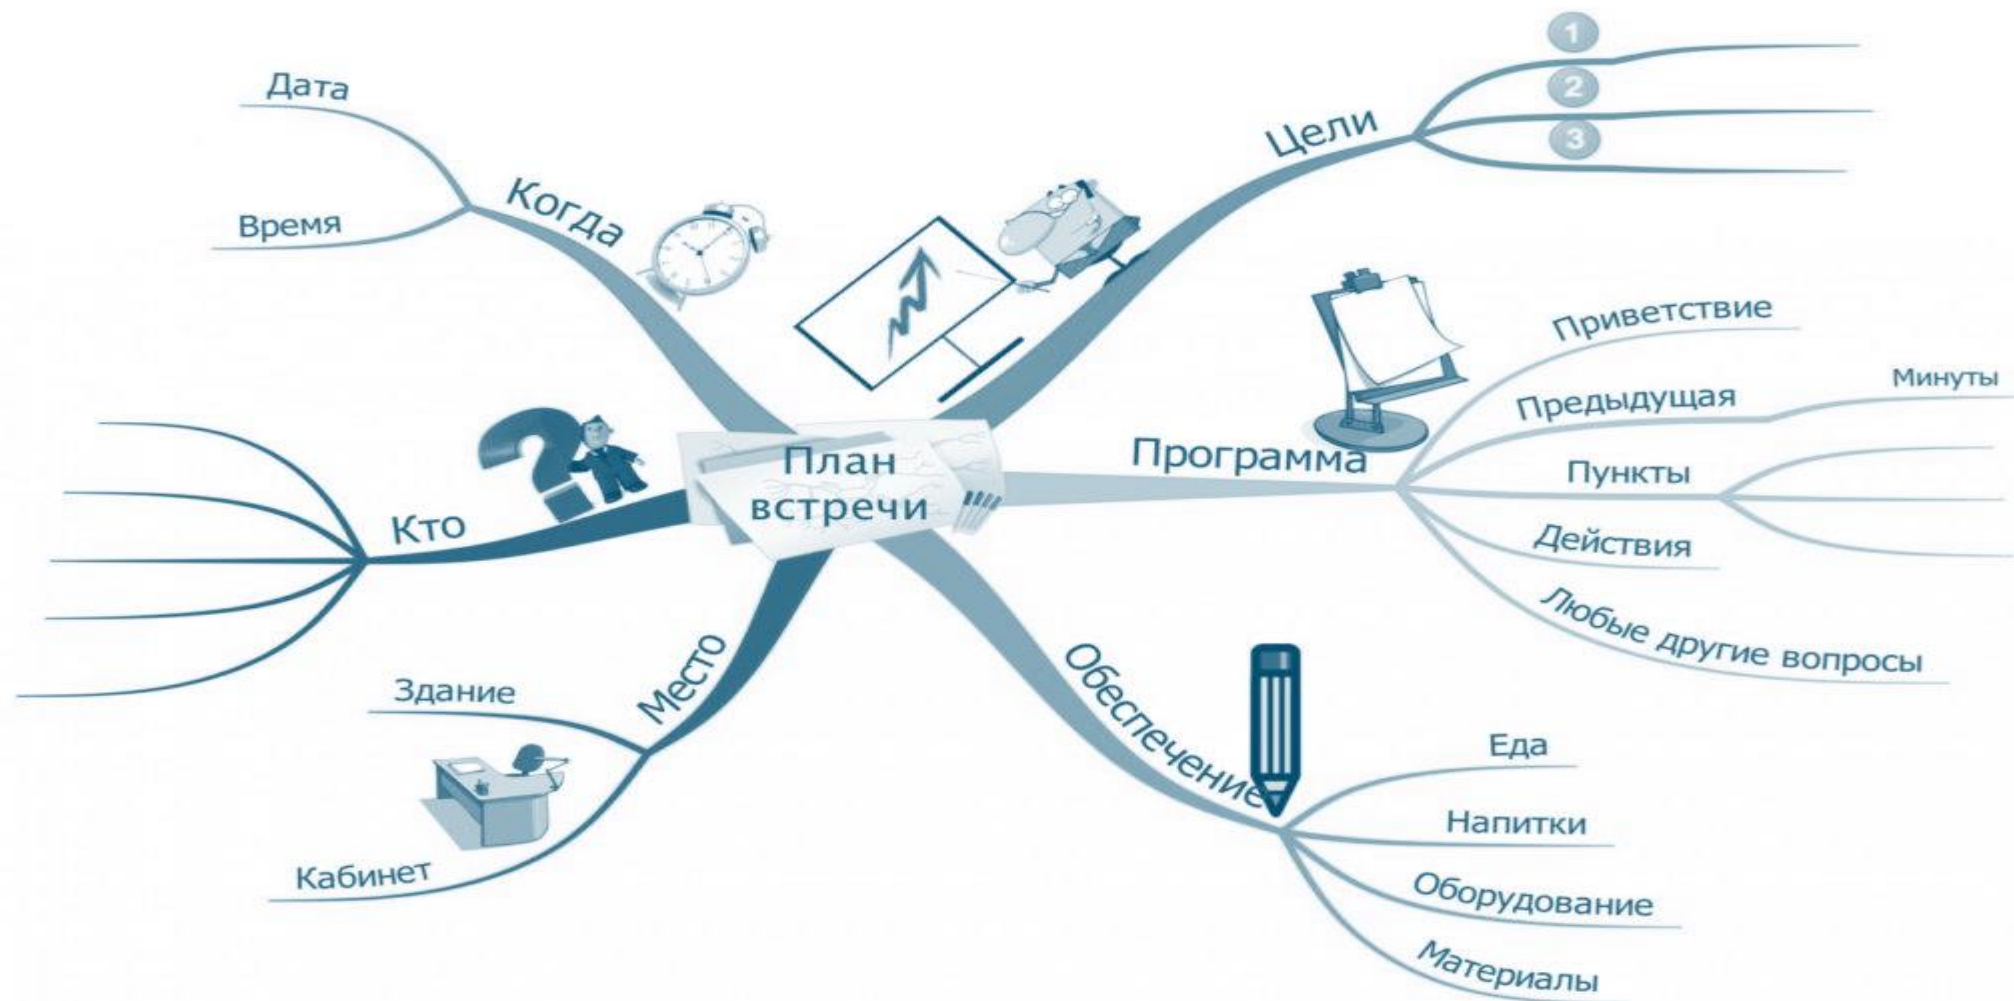 План
встречи
Цели
1
2
3
Программа
Приветствие
Предыдущая
Минуты
Пункты
Действия
Любые другие вопросы
Обеспечение
Еда
Напитки
Оборудование
Материалы
Место
Здание
Кабинет
Кто
Когда
Дата
Время